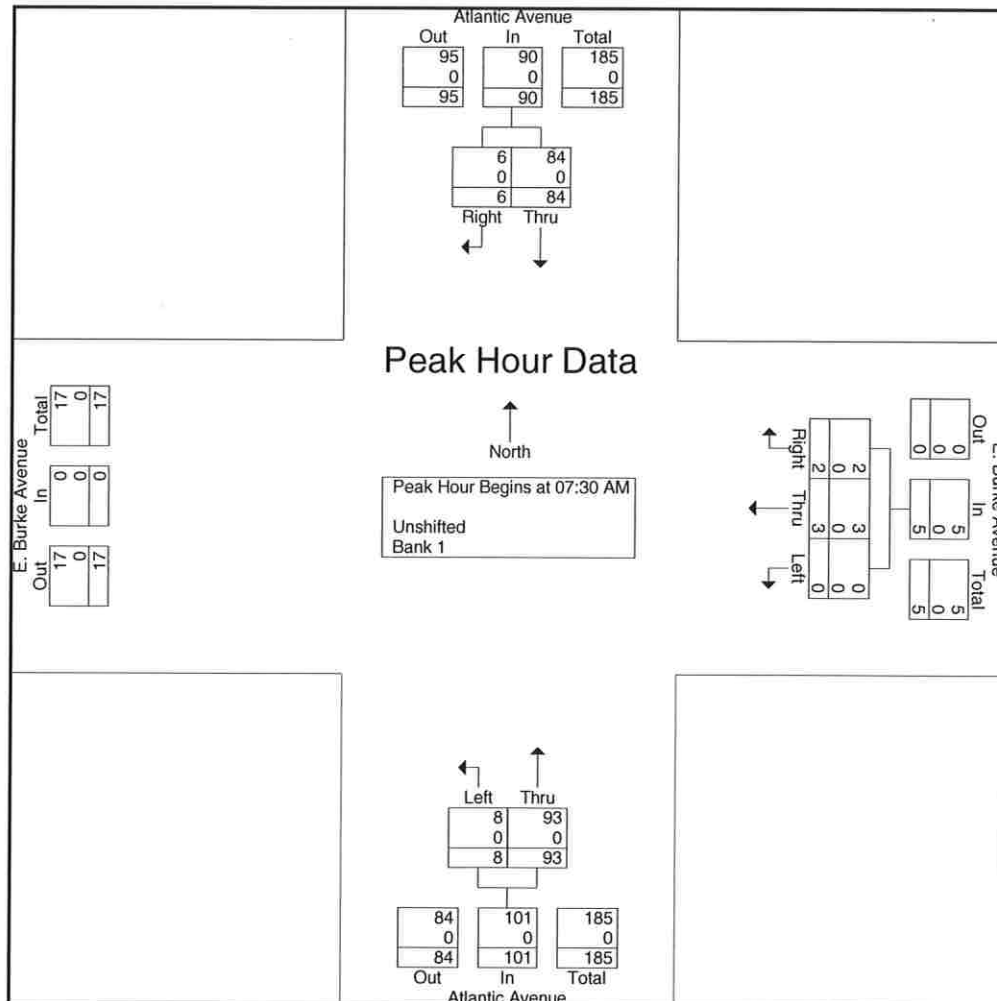 Atlantic Avenue
Out In Total
95 90 185
0 0 0
95 90 185
6 84
0 0
6 84
Right Thru
Peak Hour Data
North
Peak Hour Begins at 07:30 AM
Unshifted
Bank 1
E. Burke Avenue
Out In Total
17 0 17
0 0 0
17 0 17
E. Burke Avenue
Out In Total
0 5 5
0 0 0
0 5 5
Right Thru Left
2 3 0
0 0 0
2 3 0
Left Thru
8 93
0 0
8 93
84 101 185
0 0 0
84 101 185
Out In Total
Atlantic Avenue